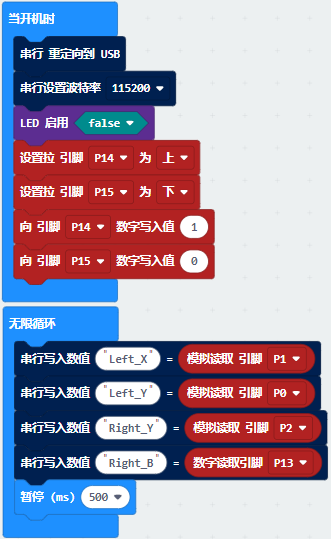 当开机时
串行 重定向到 USB
串行设置波特率 115200
LED 启用 false
设置拉 引脚 P14 为 上
设置拉 引脚 P15 为 下
向 引脚 P14 数字写入值 1
向 引脚 P15 数字写入值 0
无限循环
串行写入数值 "Left_X" = 模拟读取 引脚 P1
串行写入数值 "Left_Y" = 模拟读取 引脚 P0
串行写入数值 "Right_Y" = 模拟读取 引脚 P2
串行写入数值 "Right_B" = 数字读取引脚 P13
暂停 (ms) 500